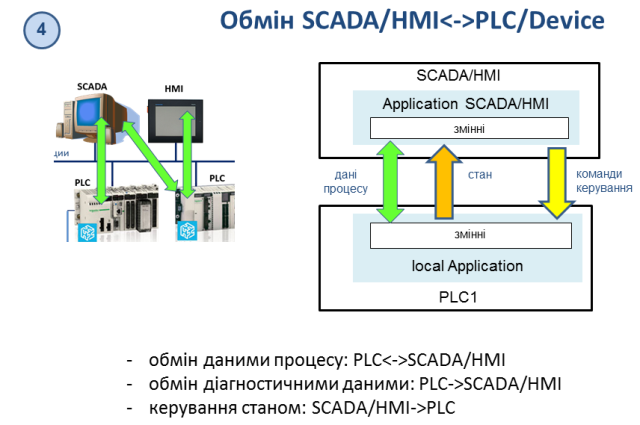 4
Обмін SCADA/HMI<->PLC/Device
SCADA
HMI
ции
PLC
PLC
SCADA/HMI
Application SCADA/HMI
змінні
дані
процесу
стан
команди
керування
змінні
local Application
PLC1
- обмін даними процесу: PLC<->SCADA/HMI
- обмін діагностичними даними: PLC->SCADA/HMI
- керування станом: SCADA/HMI->PLC